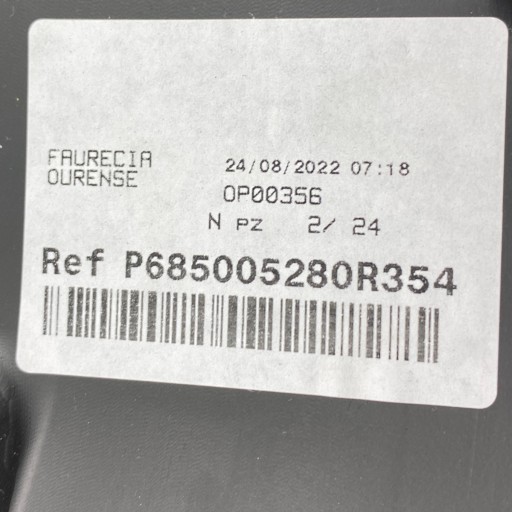 FAURECIA
OURENSE
24/08/2022 07:18
OP00356
N PZ 2/ 24
Ref P685005280R354